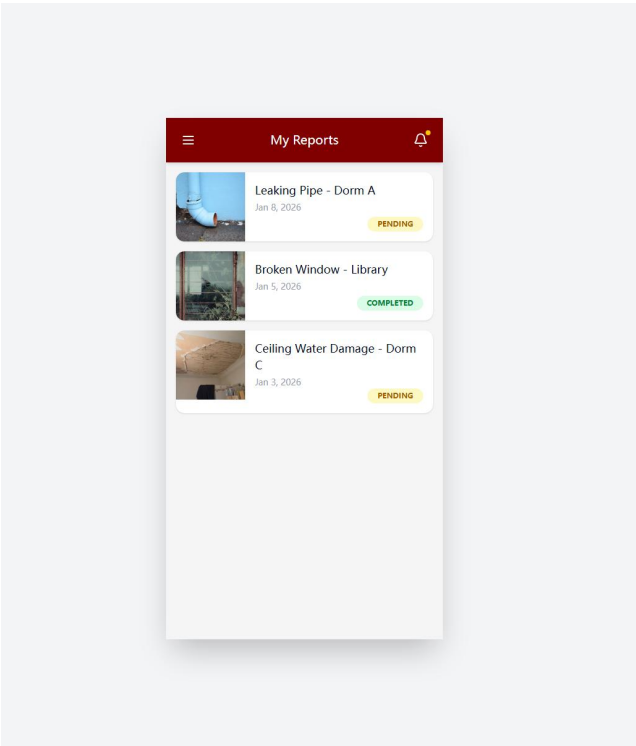 My Reports
Leaking Pipe - Dorm A
Jan 8, 2026
PENDING
Broken Window - Library
Jan 5, 2026
COMPLETED
Ceiling Water Damage - Dorm
C
Jan 3, 2026
PENDING